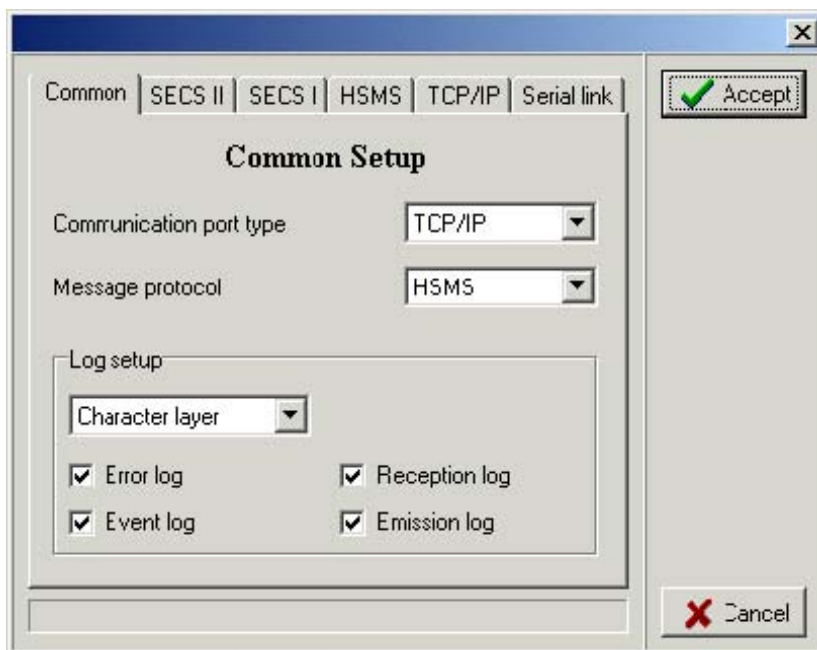 Common SECS II SECS I HSMS TCP/IP Serial link
Accept
Common Setup
Communication port type TCP/IP
Message protocol HSMS
Log setup
Character layer
Error log Reception log
Event log Emission log
Cancel